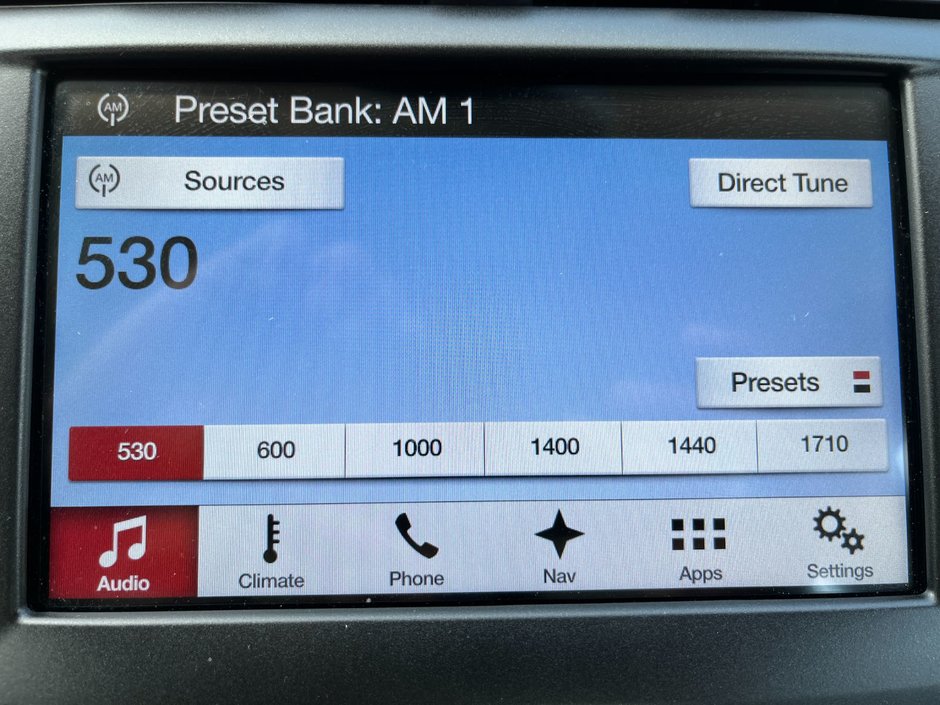 AM Preset Bank: AM 1
AM Sources Direct Tune
530
Presets
530 600 1000 1400 1440 1710
Audio Climate Phone Nav Apps Settings